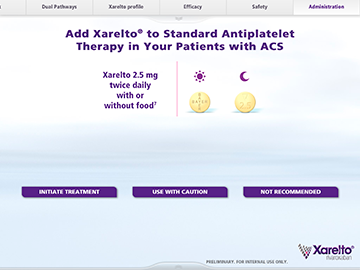 Dual Pathways Xarelto profile Efficacy Safety Administration
Add Xarelto® to Standard Antiplatelet
Therapy in Your Patients with ACS
Xarelto 2.5 mg
twice daily
with or
without food7
INITIATE TREATMENT USE WITH CAUTION NOT RECOMMENDED
Xarelto®
rivaroxaban
PRELIMINARY. FOR INTERNAL USE ONLY.